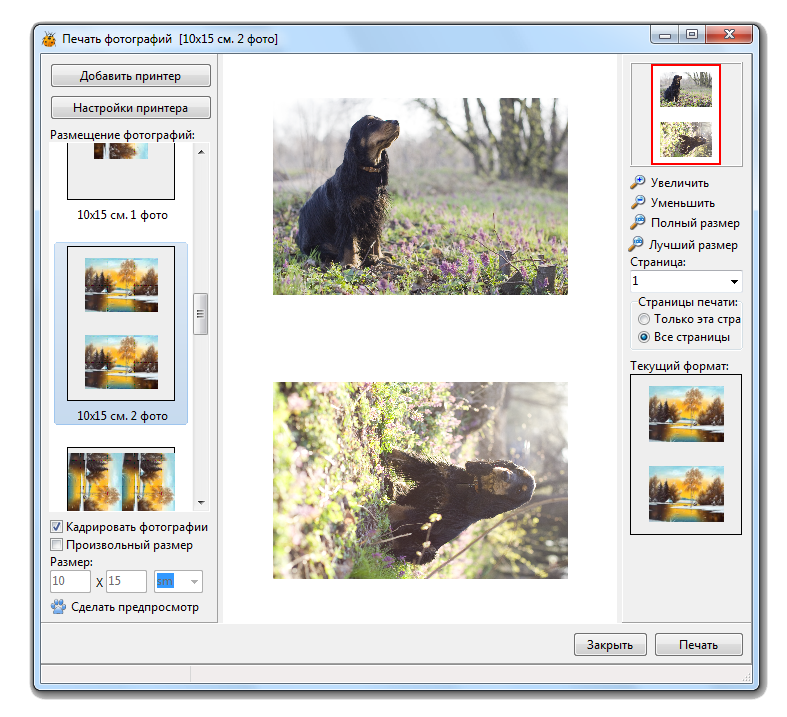 Печать фотографий [10x15 см. 2 фото]
Добавить принтер
Настройки принтера
Размещение фотографий:
10x15 см. 1 фото
10x15 см. 2 фото
Кадрировать фотографии
Произвольный размер
Размер:
10 X 15 sm
Сделать предпросмотр
Увеличить
Уменьшить
Полный размер
Лучший размер
Страница:
1
Страницы печати:
Только эта стра
Все страницы
Текущий формат:
Закрыть
Печать